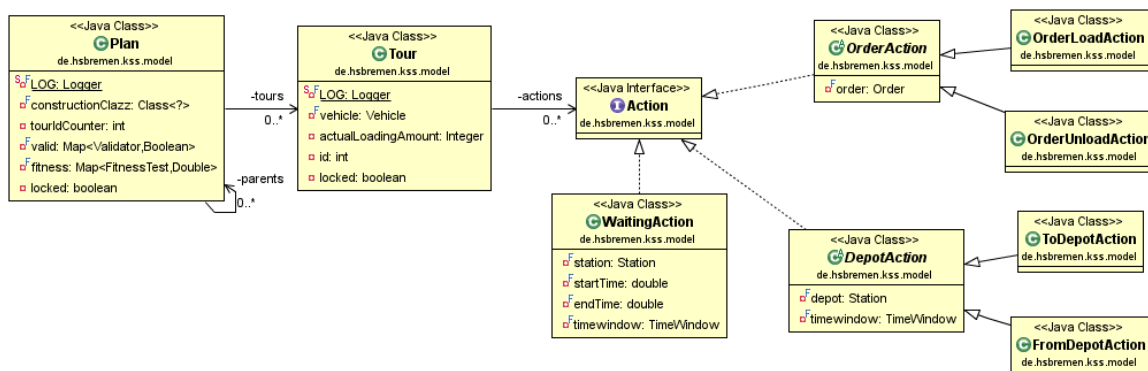 <<Java Class>>
Plan
de.hsbremen.kss.model
LOG: Logger
constructionClazz: Class<?>
tourIdCounter: int
valid: Map<Validator,Boolean>
fitness: Map<FitnessTest,Double>
locked: boolean
-parents
0..*
-tours
0..*
<<Java Class>>
Tour
de.hsbremen.kss.model
LOG: Logger
vehicle: Vehicle
actualLoadingAmount: Integer
id: int
locked: boolean
-actions
0..*
<<Java Interface>>
Action
de.hsbremen.kss.model
<<Java Class>>
WaitingAction
de.hsbremen.kss.model
station: Station
startTime: double
endTime: double
timewindow: TimeWindow
<<Java Class>>
OrderAction
de.hsbremen.kss.model
order: Order
<<Java Class>>
OrderLoadAction
de.hsbremen.kss.model
<<Java Class>>
OrderUnloadAction
de.hsbremen.kss.model
<<Java Class>>
DepotAction
de.hsbremen.kss.model
depot: Station
timewindow: TimeWindow
<<Java Class>>
ToDepotAction
de.hsbremen.kss.model
<<Java Class>>
FromDepotAction
de.hsbremen.kss.model